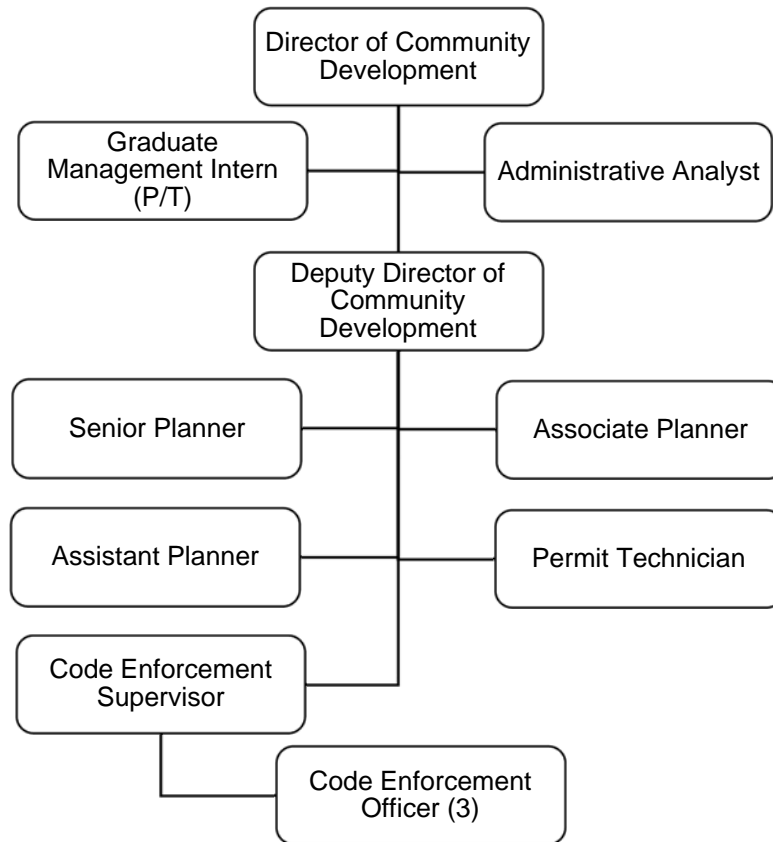 Director of Community
Development
Graduate
Management Intern
(P/T)
Administrative Analyst
Deputy Director of
Community
Development
Senior Planner
Associate Planner
Assistant Planner
Permit Technician
Code Enforcement
Supervisor
Code Enforcement
Officer (3)